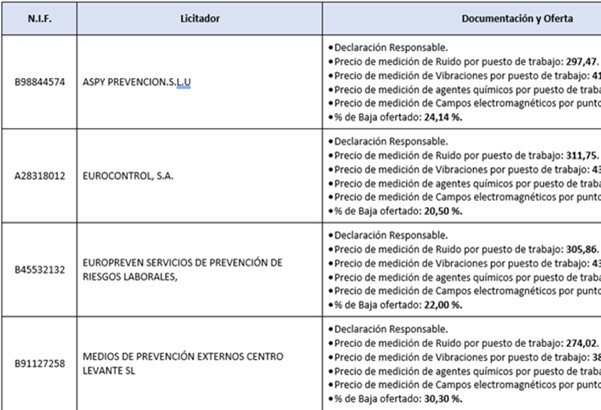 N.I.F. Licitador Documentación y Oferta
•Declaración Responsable.
•Precio de medición de Ruido por puesto de trabajo: 297,47.
B98844574 ASPY PREVENCION.S.L.U •Precio de medición de Vibraciones por puesto de trabajo: 41
•Precio de medición de agentes químicos por puesto de
•Precio de medición de Campos electromagnéticos por punto
•% de Baja ofertado: 24,14 %.
•Declaración Responsable.
•Precio de medición de Ruido por puesto de trabajo: 311,75.
A28318012 EUROCONTROL, S.A. •Precio de medición de Vibraciones por puesto de trabajo: 43
•Precio de medición de agentes químicos por puesto de
•Precio de medición de Campos electromagnéticos por punto
•% de Baja ofertado: 20,50 %.
•Declaración Responsable.
•Precio de medición de Ruido por puesto de trabajo: 305,86.
B45532132 EUROPREVEN SERVICIOS DE PREVENCIÓN DE •Precio de medición de Vibraciones por puesto de trabajo: 43
RIESGOS LABORALES, •Precio de medición de agentes químicos por puesto de
•Precio de medición de Campos electromagnéticos por punto
•% de Baja ofertado: 22,00 %.
•Declaración Responsable.
•Precio de medición de Ruido por puesto de trabajo: 274,02.
B91127258 MEDIOS DE PREVENCIÓN EXTERNOS CENTRO •Precio de medición de Vibraciones por puesto de trabajo: 38
LEVANTE SL •Precio de medición de agentes químicos por puesto de
•Precio de medición de Campos electromagnéticos por punto
•% de Baja ofertado: 30,30 %.